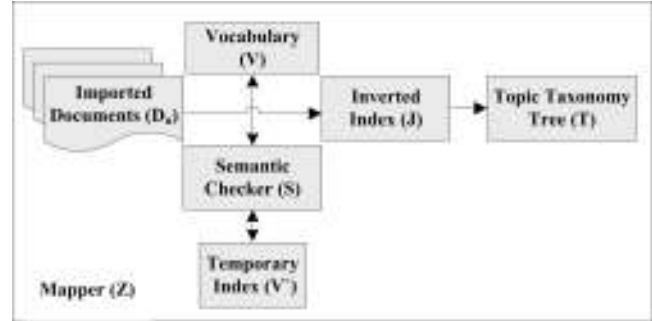 Vocabulary
(V)
Imported
Documents (Dn)
Inverted
Index (J)
Topic Taxonomy
Tree (T)
Semantic
Checker (S)
Temporary
Index (V`)
Mapper (Z)